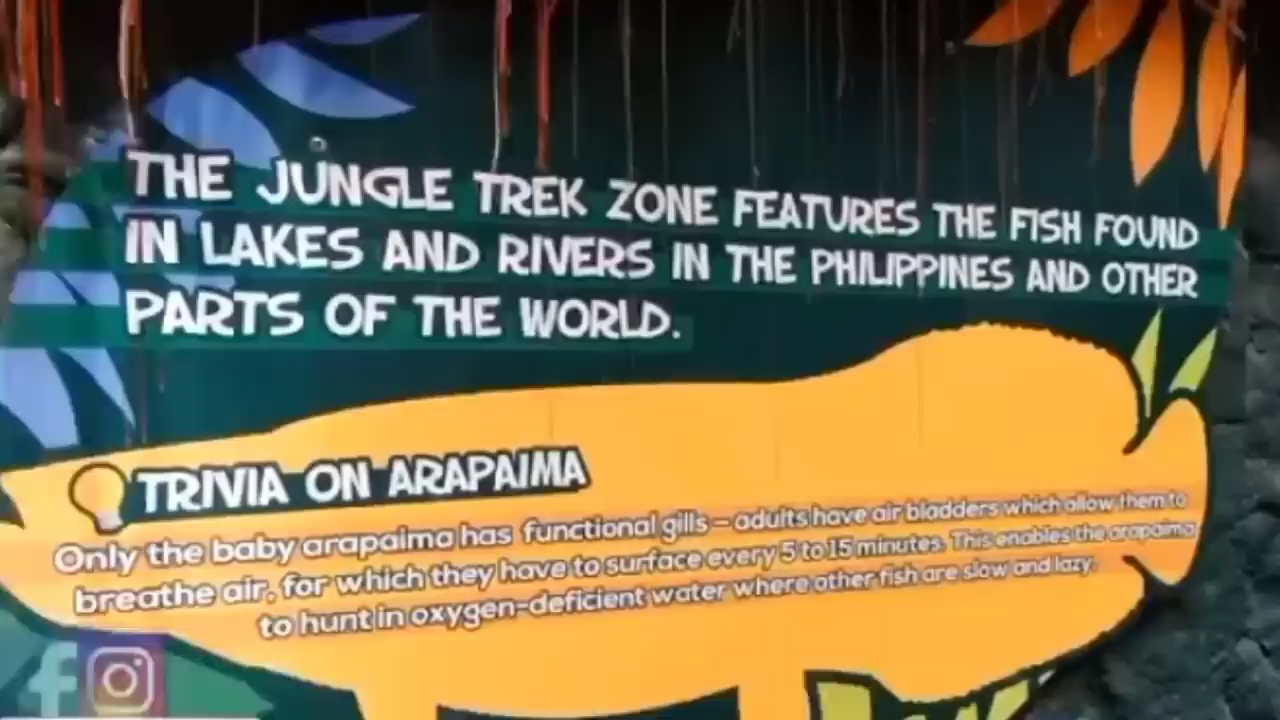 THE JUNGLE TREK ZONE FEATURES THE FISH FOUND
IN LAKES AND RIVERS IN THE PHILIPPINES AND OTHER
PARTS OF THE WORLD.
TRIVIA ON ARAPAIMA
Only the baby arapaima has functional gills – adults have air bladders which allow them to
breathe air, for which they have to surface every 5 to 15 minutes. This enables the arapaima
to hunt in oxygen-deficient water where other fish are slow and lazy.